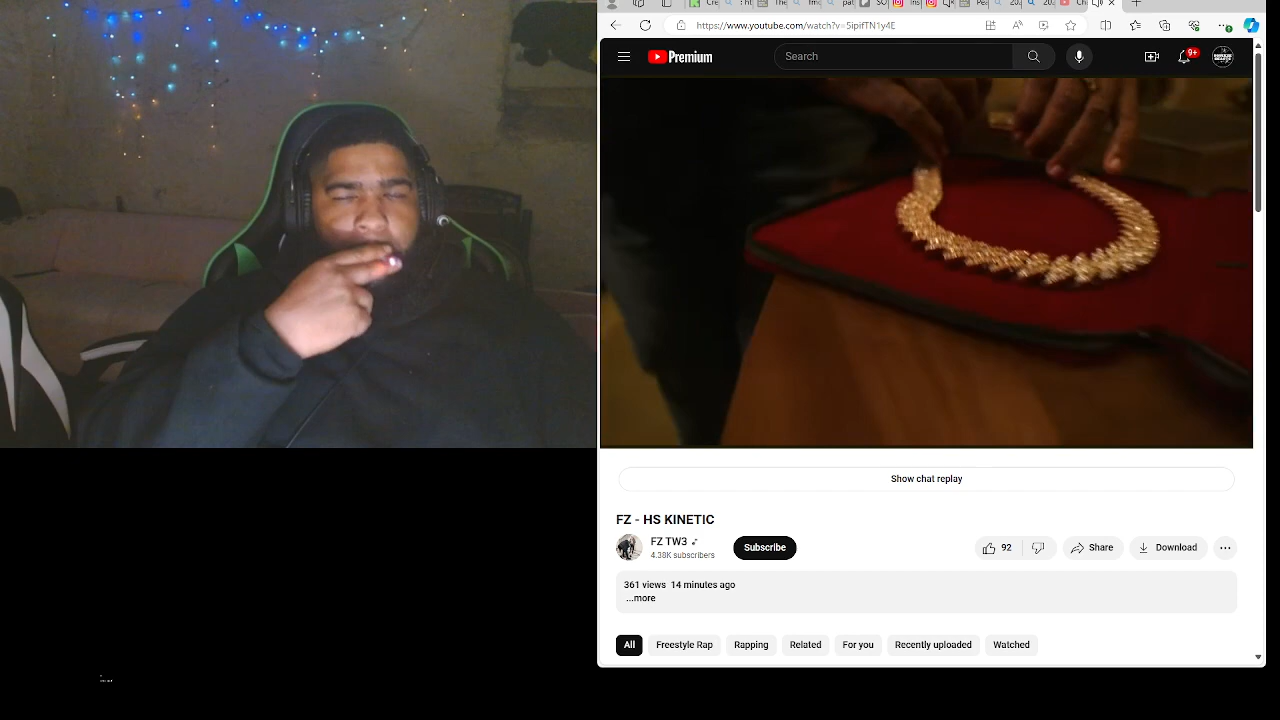 https://www.youtube.com/watch?v=5ipifTN1y4E
Premium
Search
9+
Show chat replay
FZ - HS KINETIC
FZ TW3
4.38K subscribers
Subscribe
92
Share
Download
361 views 14 minutes ago
...more
All
Freestyle Rap
Rapping
Related
For you
Recently uploaded
Watched